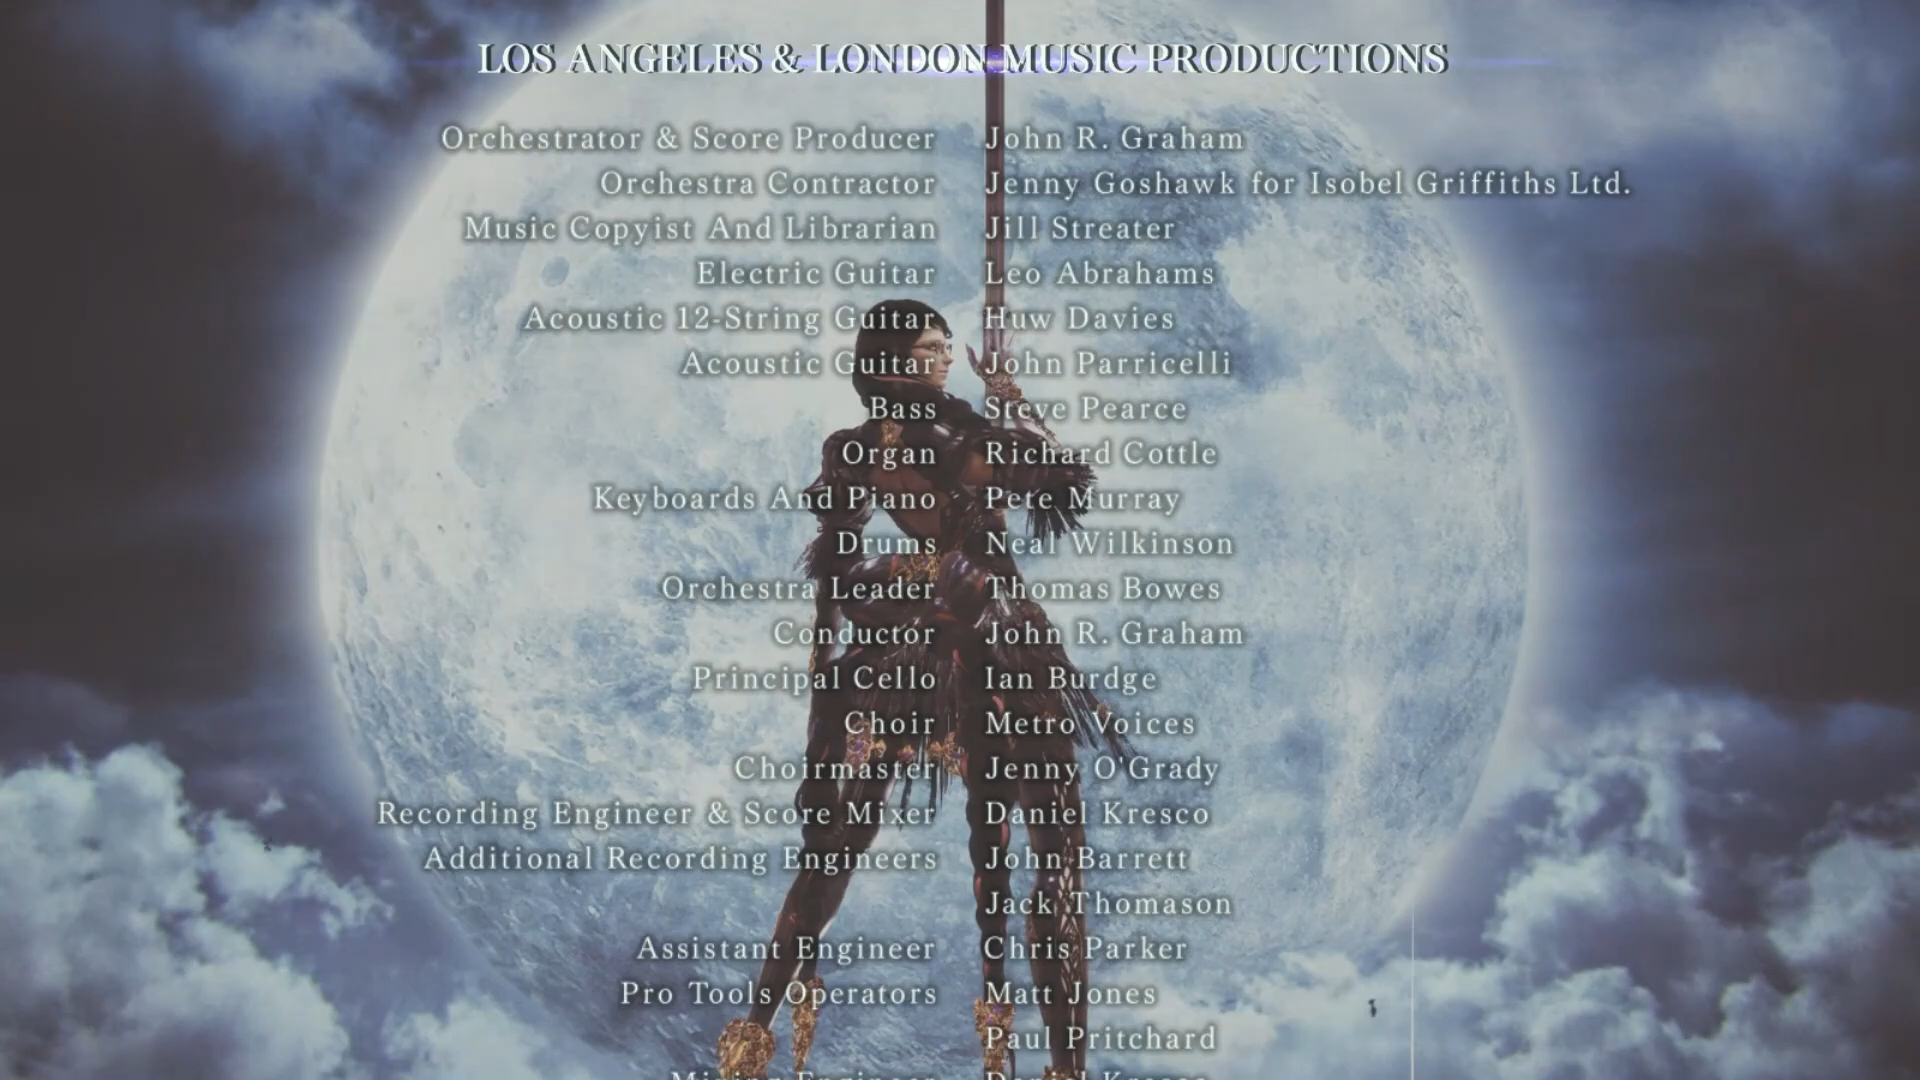 LOS ANGELES & LONDON MUSIC PRODUCTIONS
Orchestrator & Score Producer John R. Graham
Orchestra Contractor Jenny Goshawk for Isobel Griffiths Ltd.
Music Copyist And Librarian Jill Streater
Electric Guitar Leo Abrahams
Acoustic 12-String Guitar Huw Davies
Acoustic Guitar John Parricelli
Bass Steve Pearce
Organ Richard Cottle
Keyboards And Piano Pete Murray
Drums Neal Wilkinson
Orchestra Leader Thomas Bowes
Conductor John R. Graham
Principal Cello Ian Burdge
Choir Metro Voices
Choirmaster Jenny O'Grady
Recording Engineer & Score Mixer Daniel Kresco
Additional Recording Engineers John Barrett
Jack Thomason
Assistant Engineer Chris Parker
Pro Tools Operators Matt Jones
Paul Pritchard
Mixing Engineer Daniel Kresco